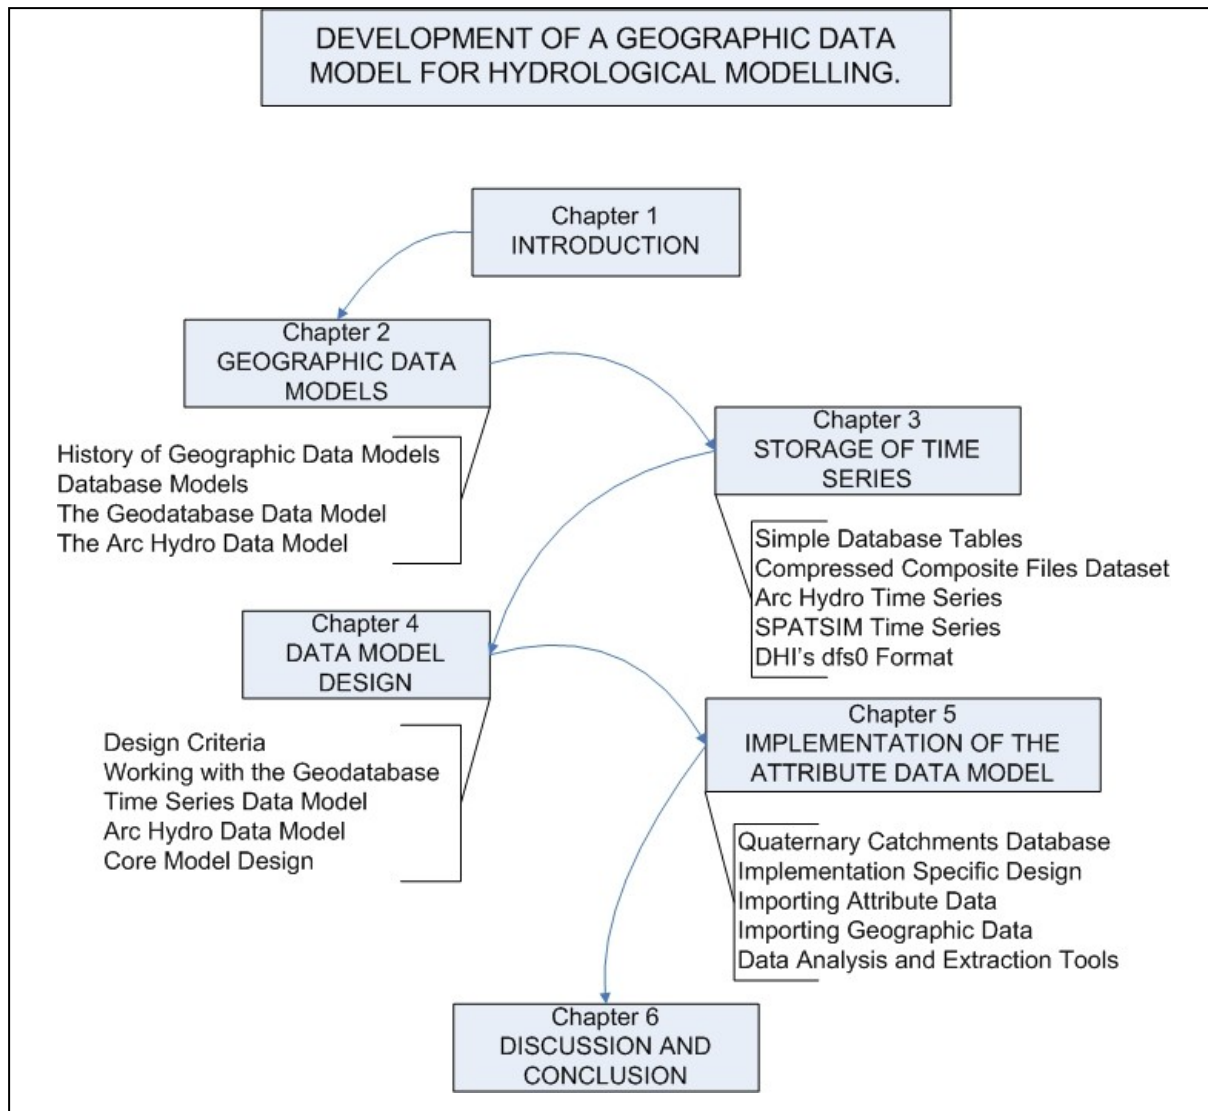 DEVELOPMENT OF A GEOGRAPHIC DATA
MODEL FOR HYDROLOGICAL MODELLING.
Chapter 1
INTRODUCTION
Chapter 2
GEOGRAPHIC DATA
MODELS
History of Geographic Data Models
Database Models
The Geodatabase Data Model
The Arc Hydro Data Model
Chapter 3
STORAGE OF TIME
SERIES
Simple Database Tables
Compressed Composite Files Dataset
Arc Hydro Time Series
SPATSIM Time Series
DHI's dfs0 Format
Chapter 4
DATA MODEL
DESIGN
Design Criteria
Working with the Geodatabase
Time Series Data Model
Arc Hydro Data Model
Core Model Design
Chapter 5
IMPLEMENTATION OF THE
ATTRIBUTE DATA MODEL
Quaternary Catchments Database
Implementation Specific Design
Importing Attribute Data
Importing Geographic Data
Data Analysis and Extraction Tools
Chapter 6
DISCUSSION AND
CONCLUSION